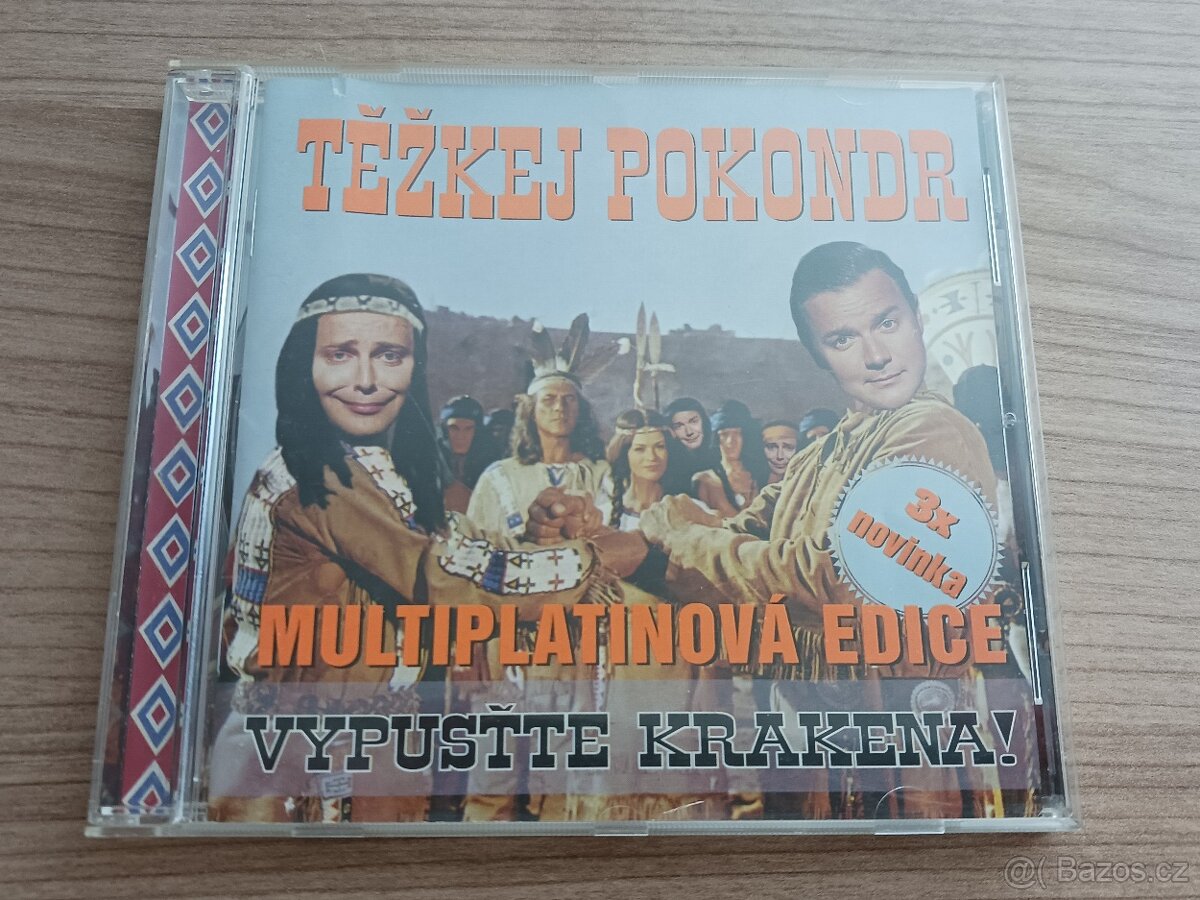 TĚŽKEJ POKONDR
3x
novinka
MULTIPLATINOVÁ EDICE
VYPUSŤTE KRAKENA!
@( Bazos.cz